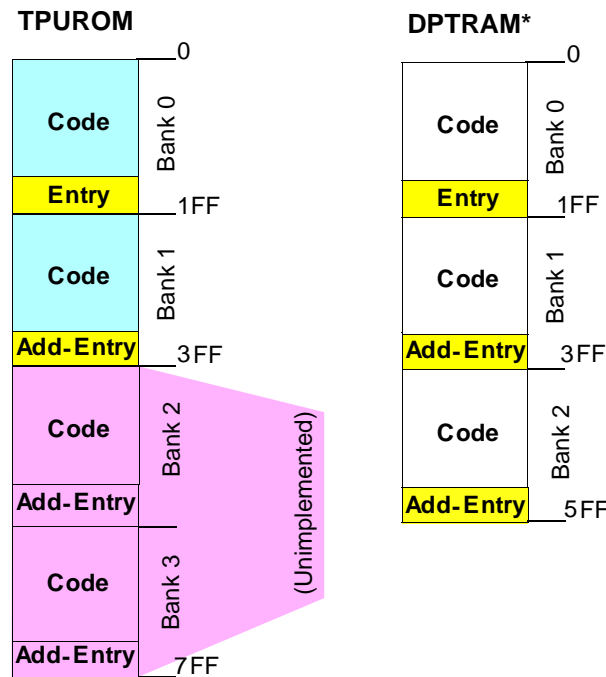 TPUROM
0
Code
Bank 0
Entry
1FF
Code
Bank 1
Add-Entry
3FF
Code
Bank 2
Add-Entry
(Unimplemented)
Code
Bank 3
Add-Entry
7FF
DPTRAM*
0
Code
Bank 0
Entry
1FF
Code
Bank 1
Add-Entry
3FF
Code
Bank 2
Add-Entry
5FF